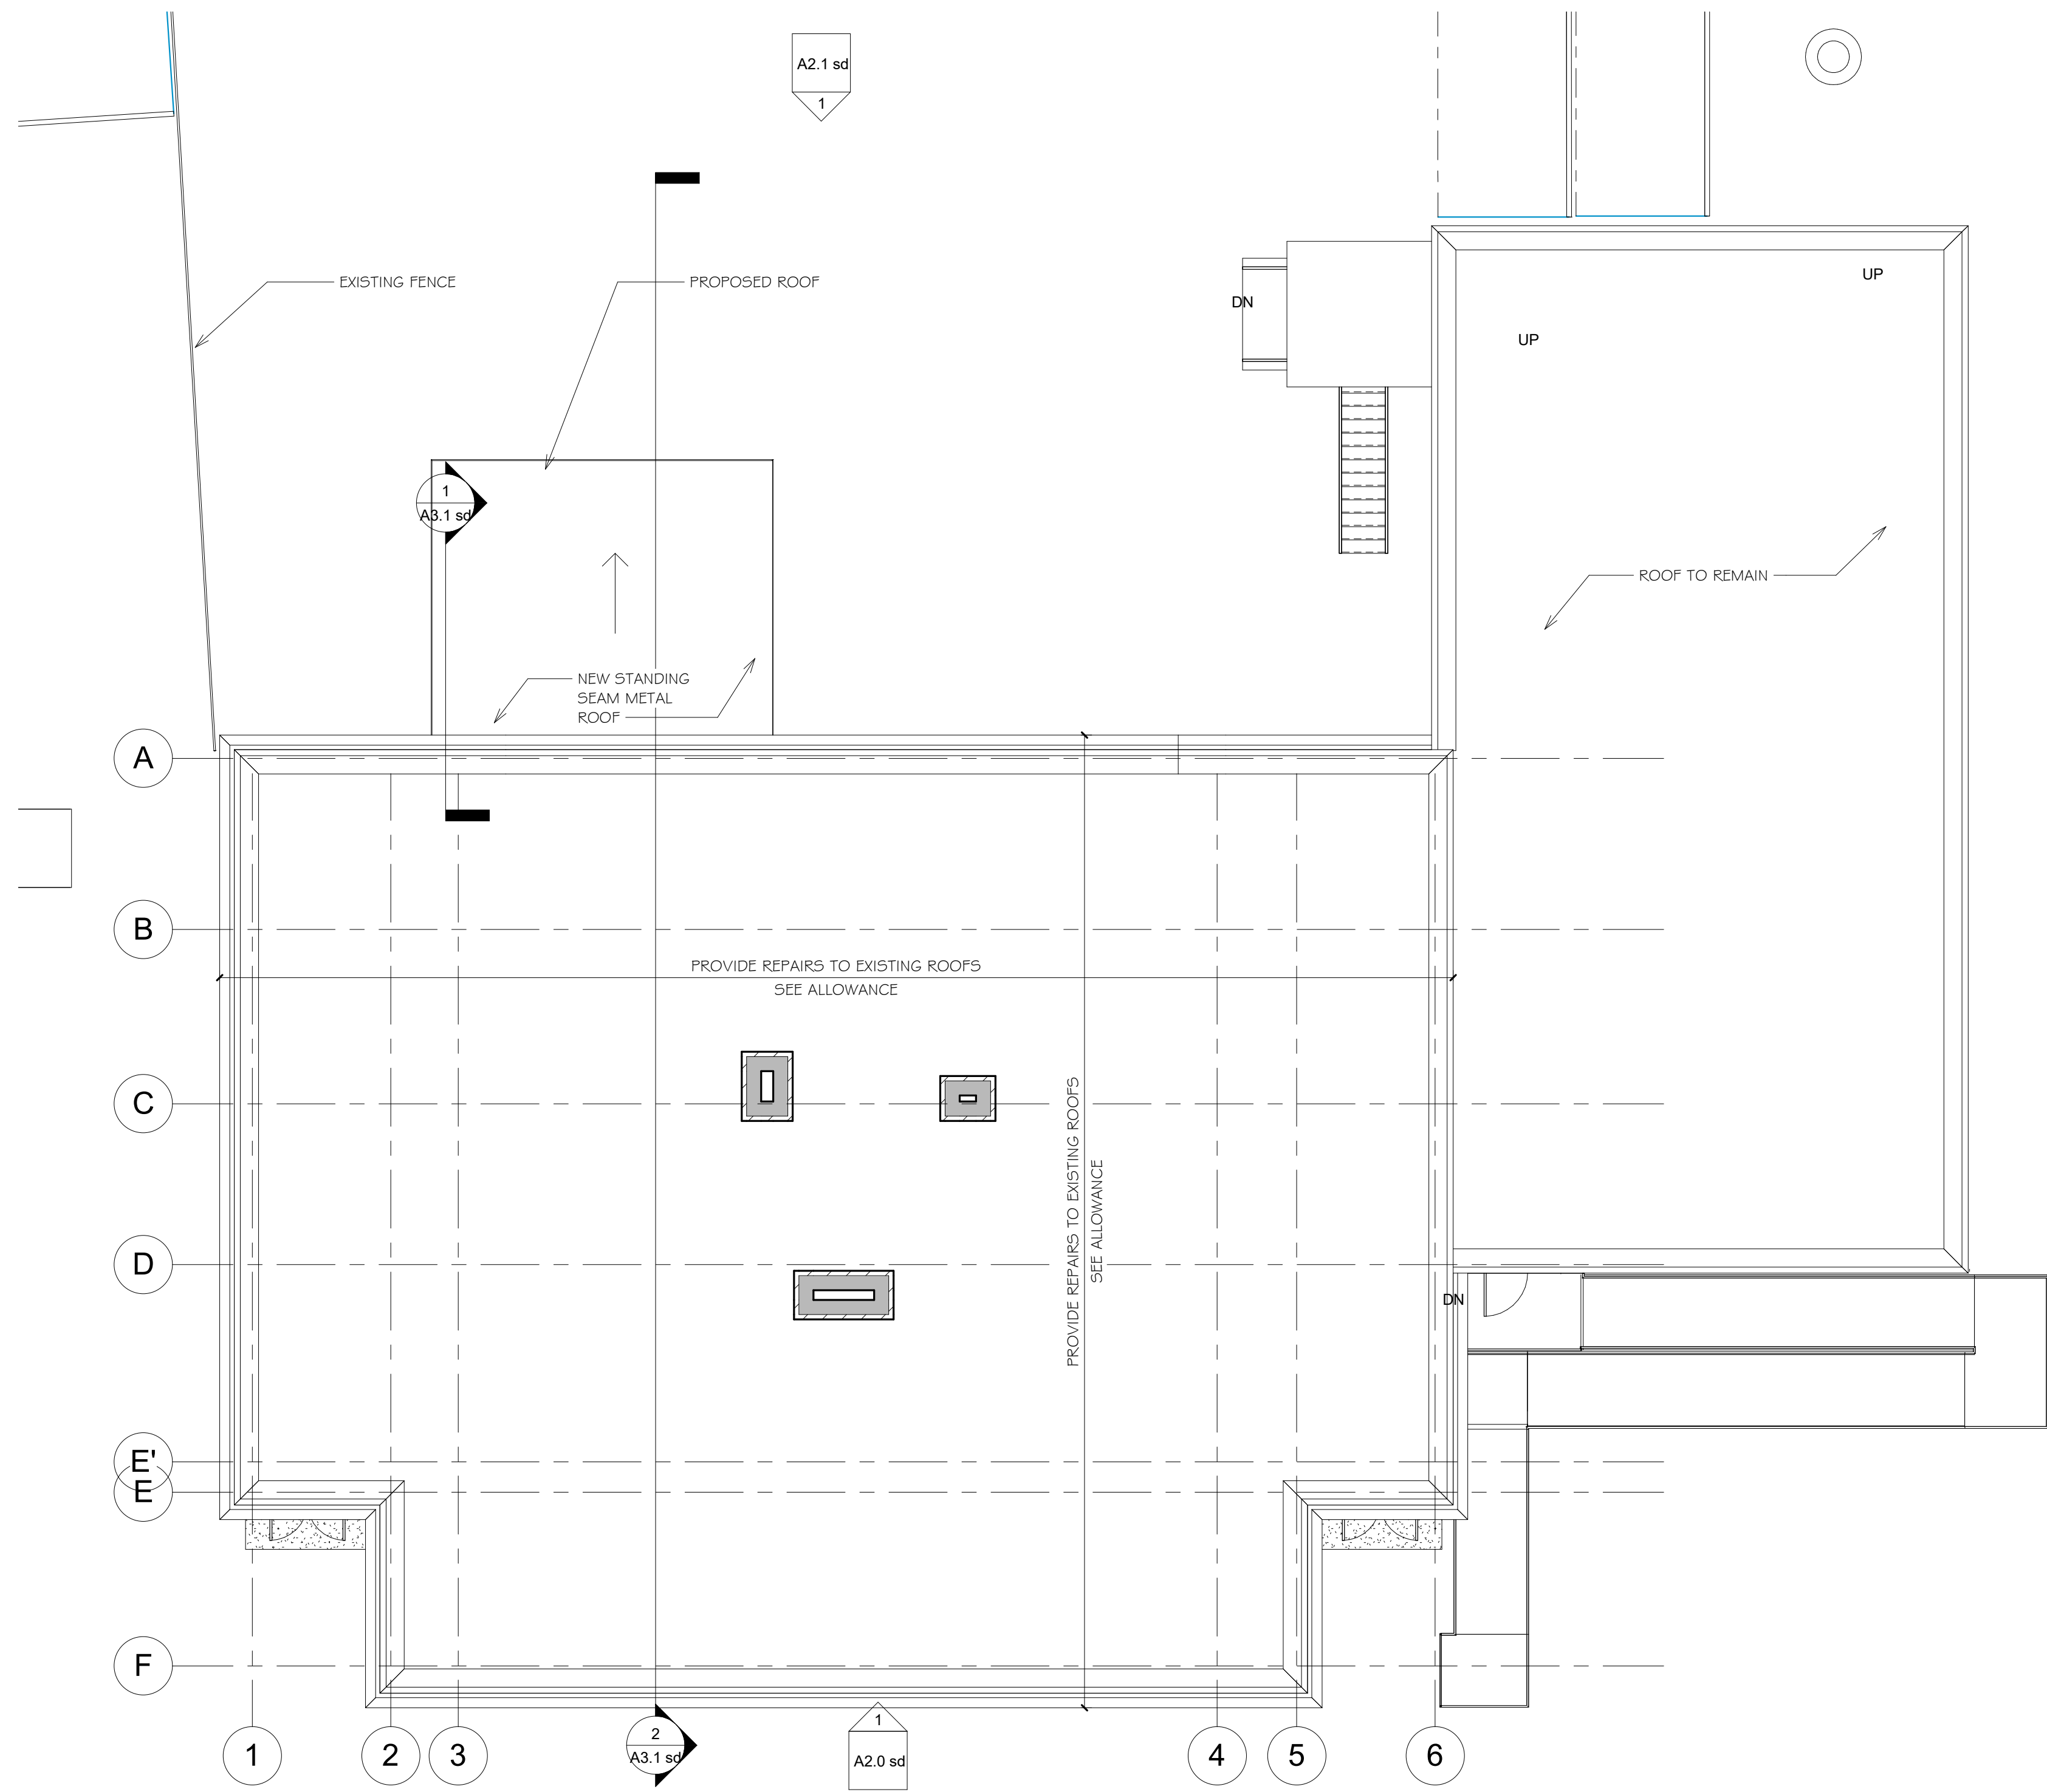 A2.1 sd
1
EXISTING FENCE
PROPOSED ROOF
UP
DN
UP
1
A3.1 sd
ROOF TO REMAIN
NEW STANDING
SEAM METAL
ROOF
A
B
PROVIDE REPAIRS TO EXISTING ROOFS
SEE ALLOWANCE
C
PROVIDE REPAIRS TO EXISTING ROOFS
SEE ALLOWANCE
D
DN
E'
E
F
1
2
3
2
A3.1 sd
1
A2.0 sd
4
5
6